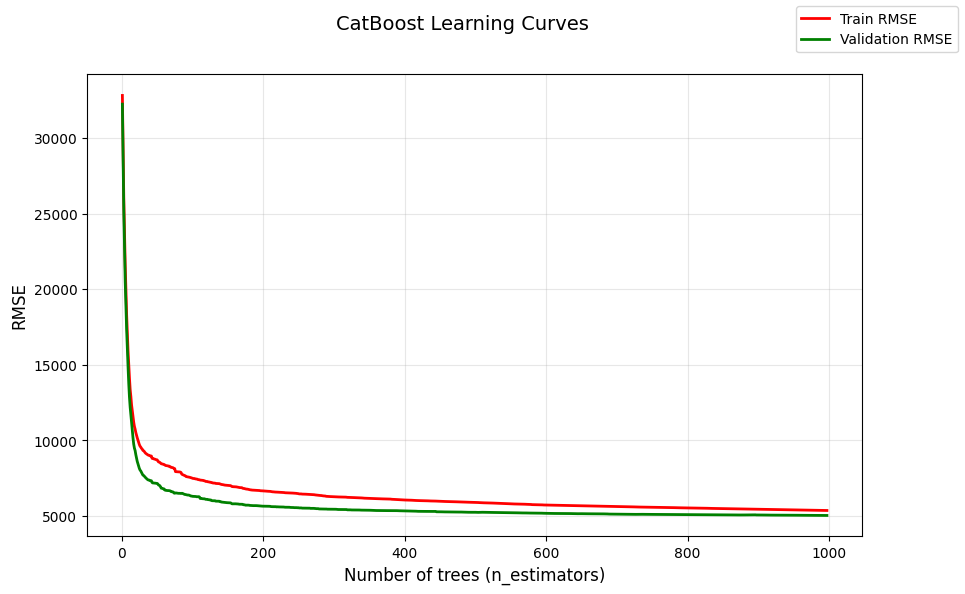 CatBoost Learning Curves
Train RMSE
Validation RMSE
RMSE
30000
25000
20000
15000
10000
5000
0 200 400 600 800 1000
Number of trees (n_estimators)